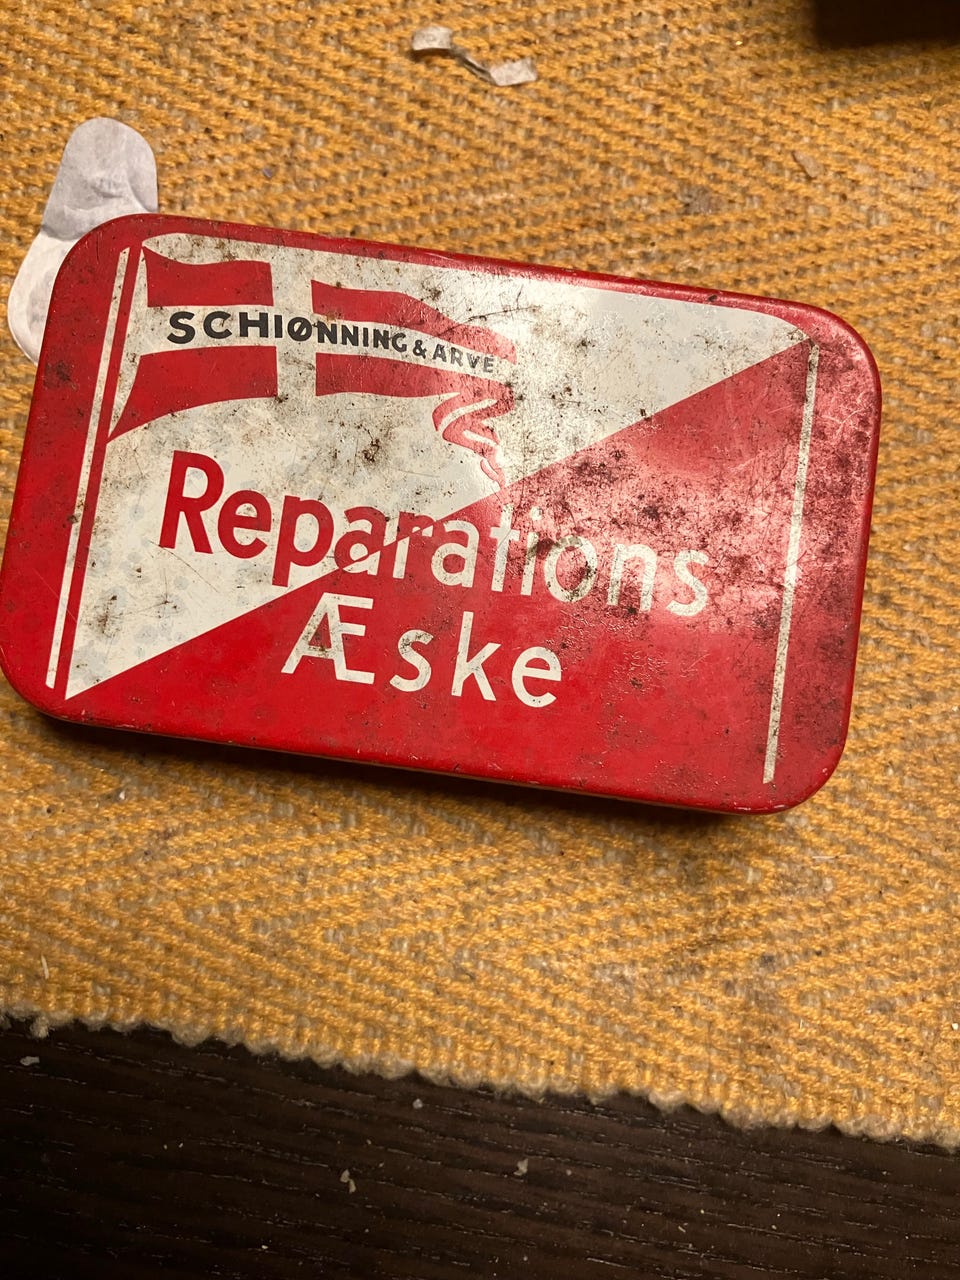 SCHIØNNING & ARVE
Reparations
Æske